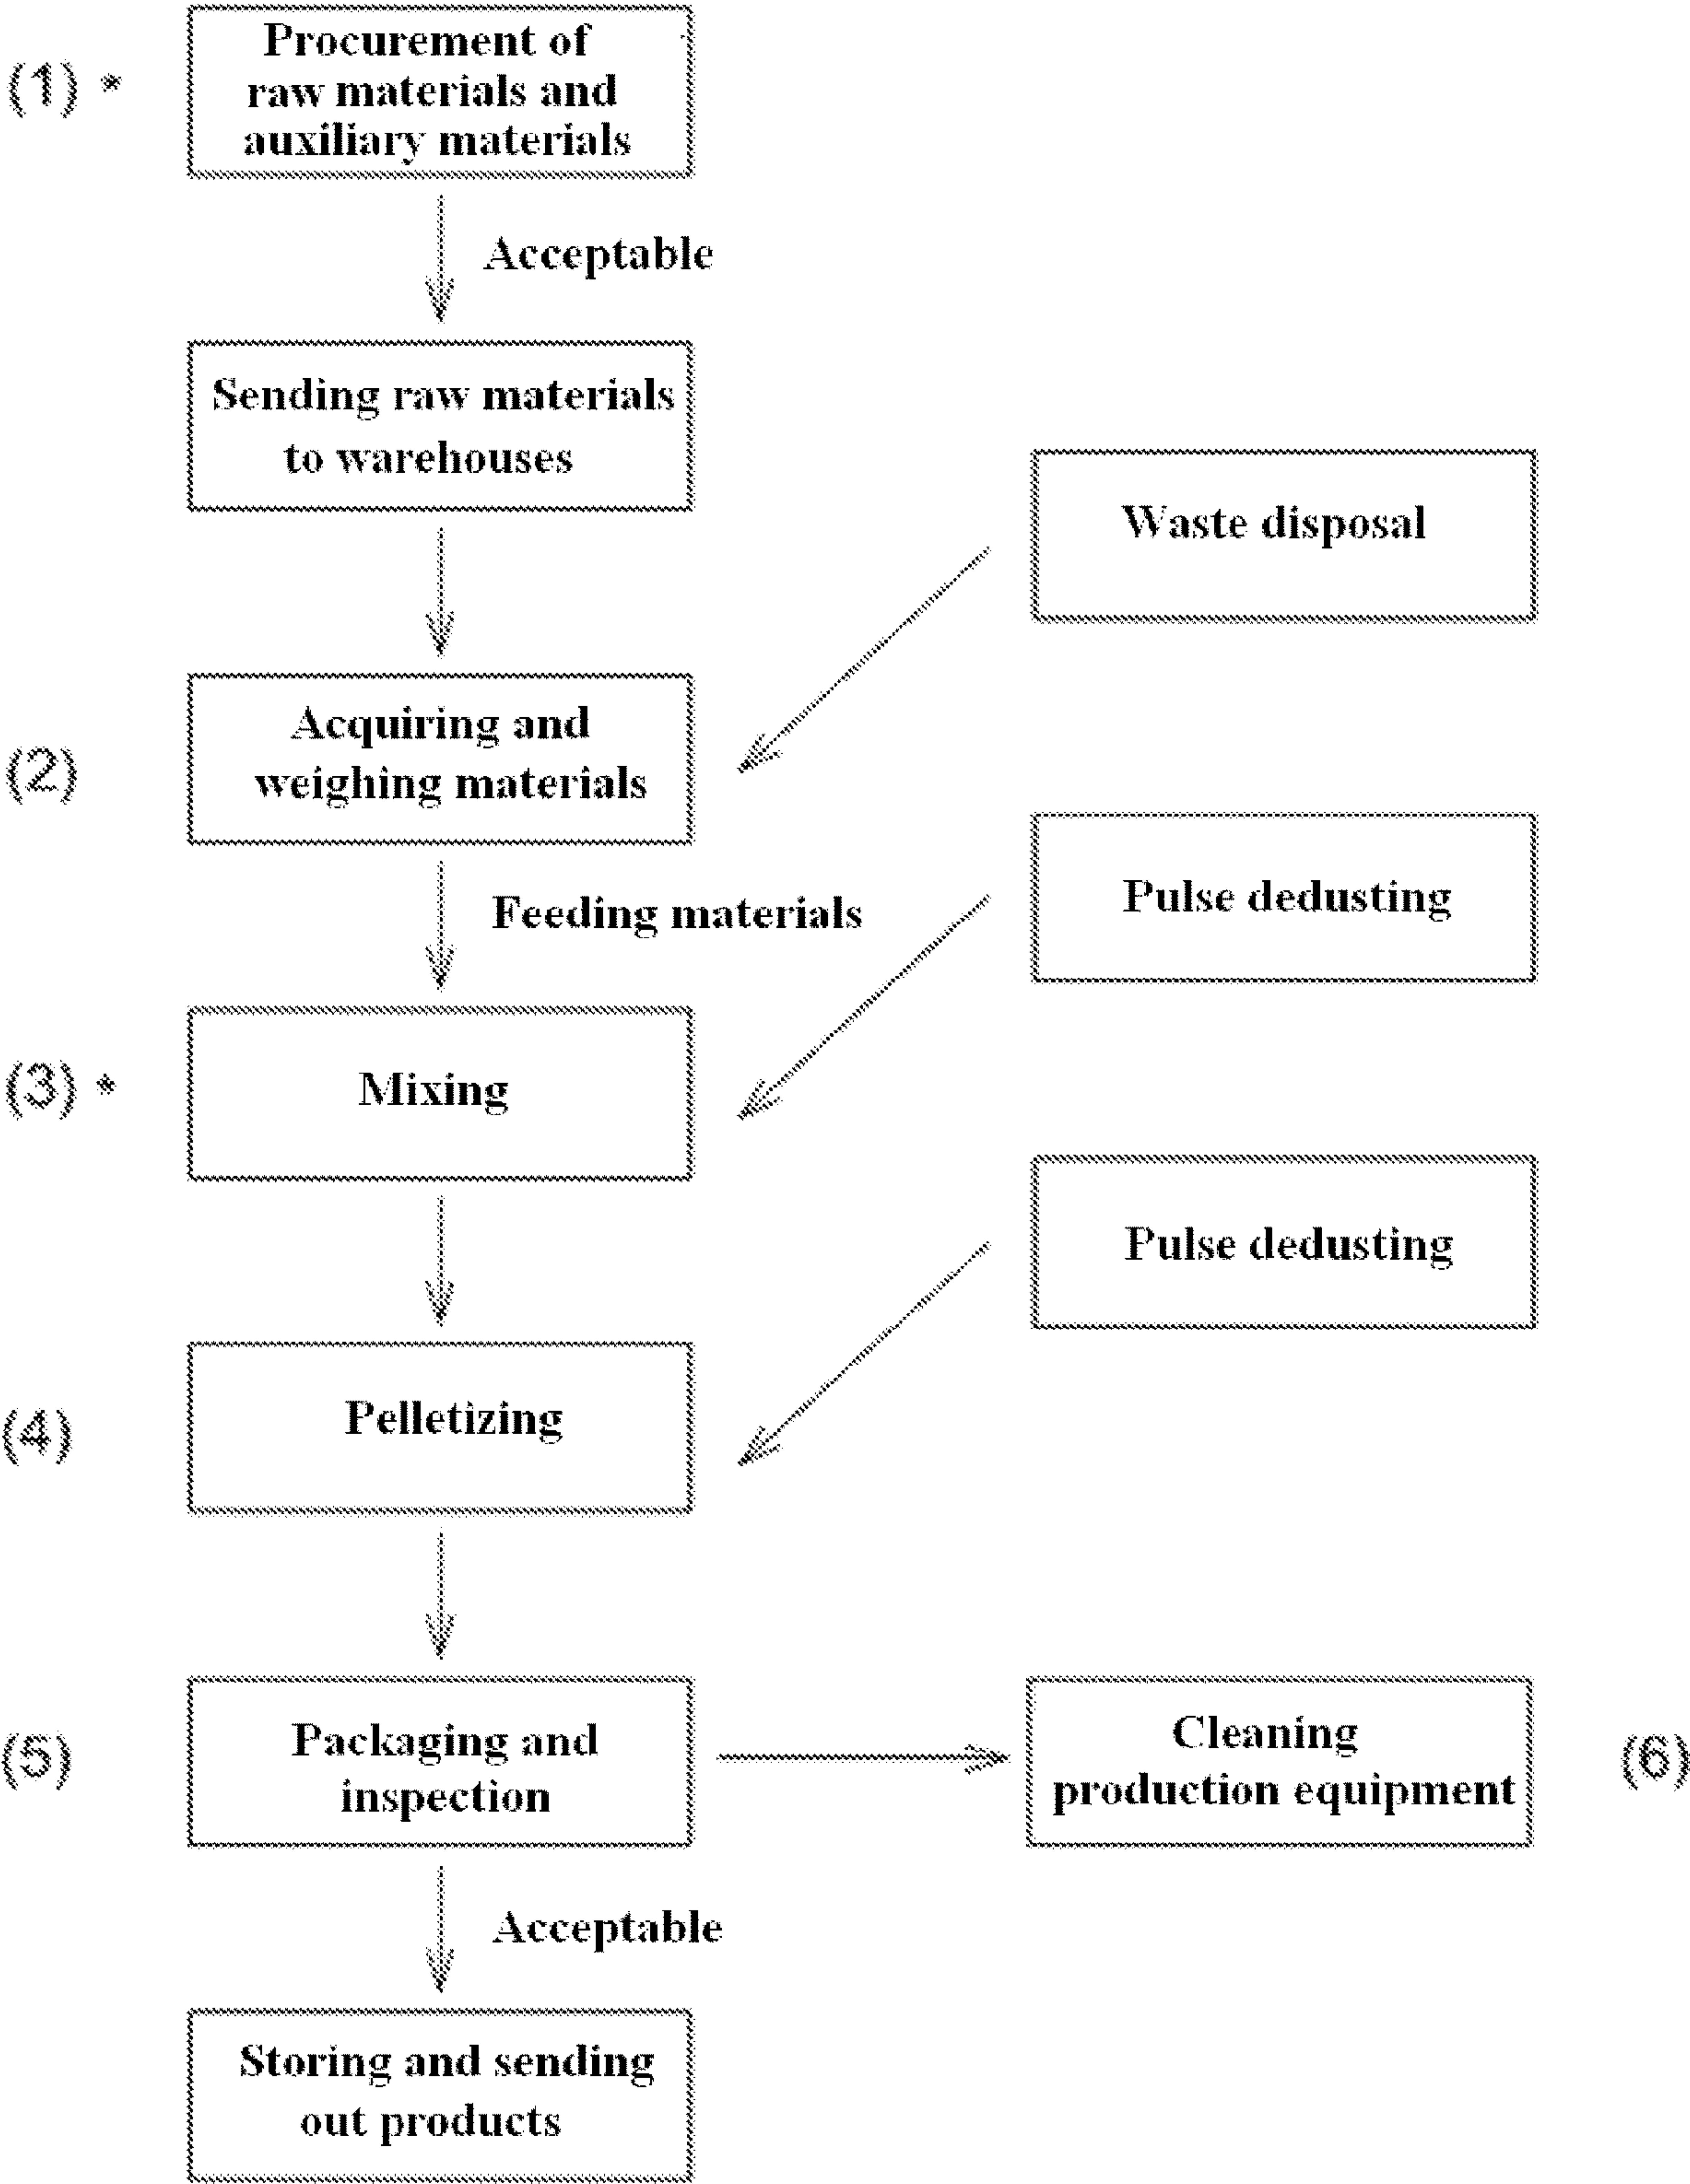 (1) *
Procurement of
raw materials and
auxiliary materials
Acceptable
Sending raw materials
to warehouses
Waste disposal
(2)
Acquiring and
weighing materials
Feeding materials
Pulse dedusting
(3) *
Mixing
Pulse dedusting
(4)
Pelletizing
(5)
Packaging and
inspection
Cleaning
production equipment
(6)
Acceptable
Storing and sending
out products